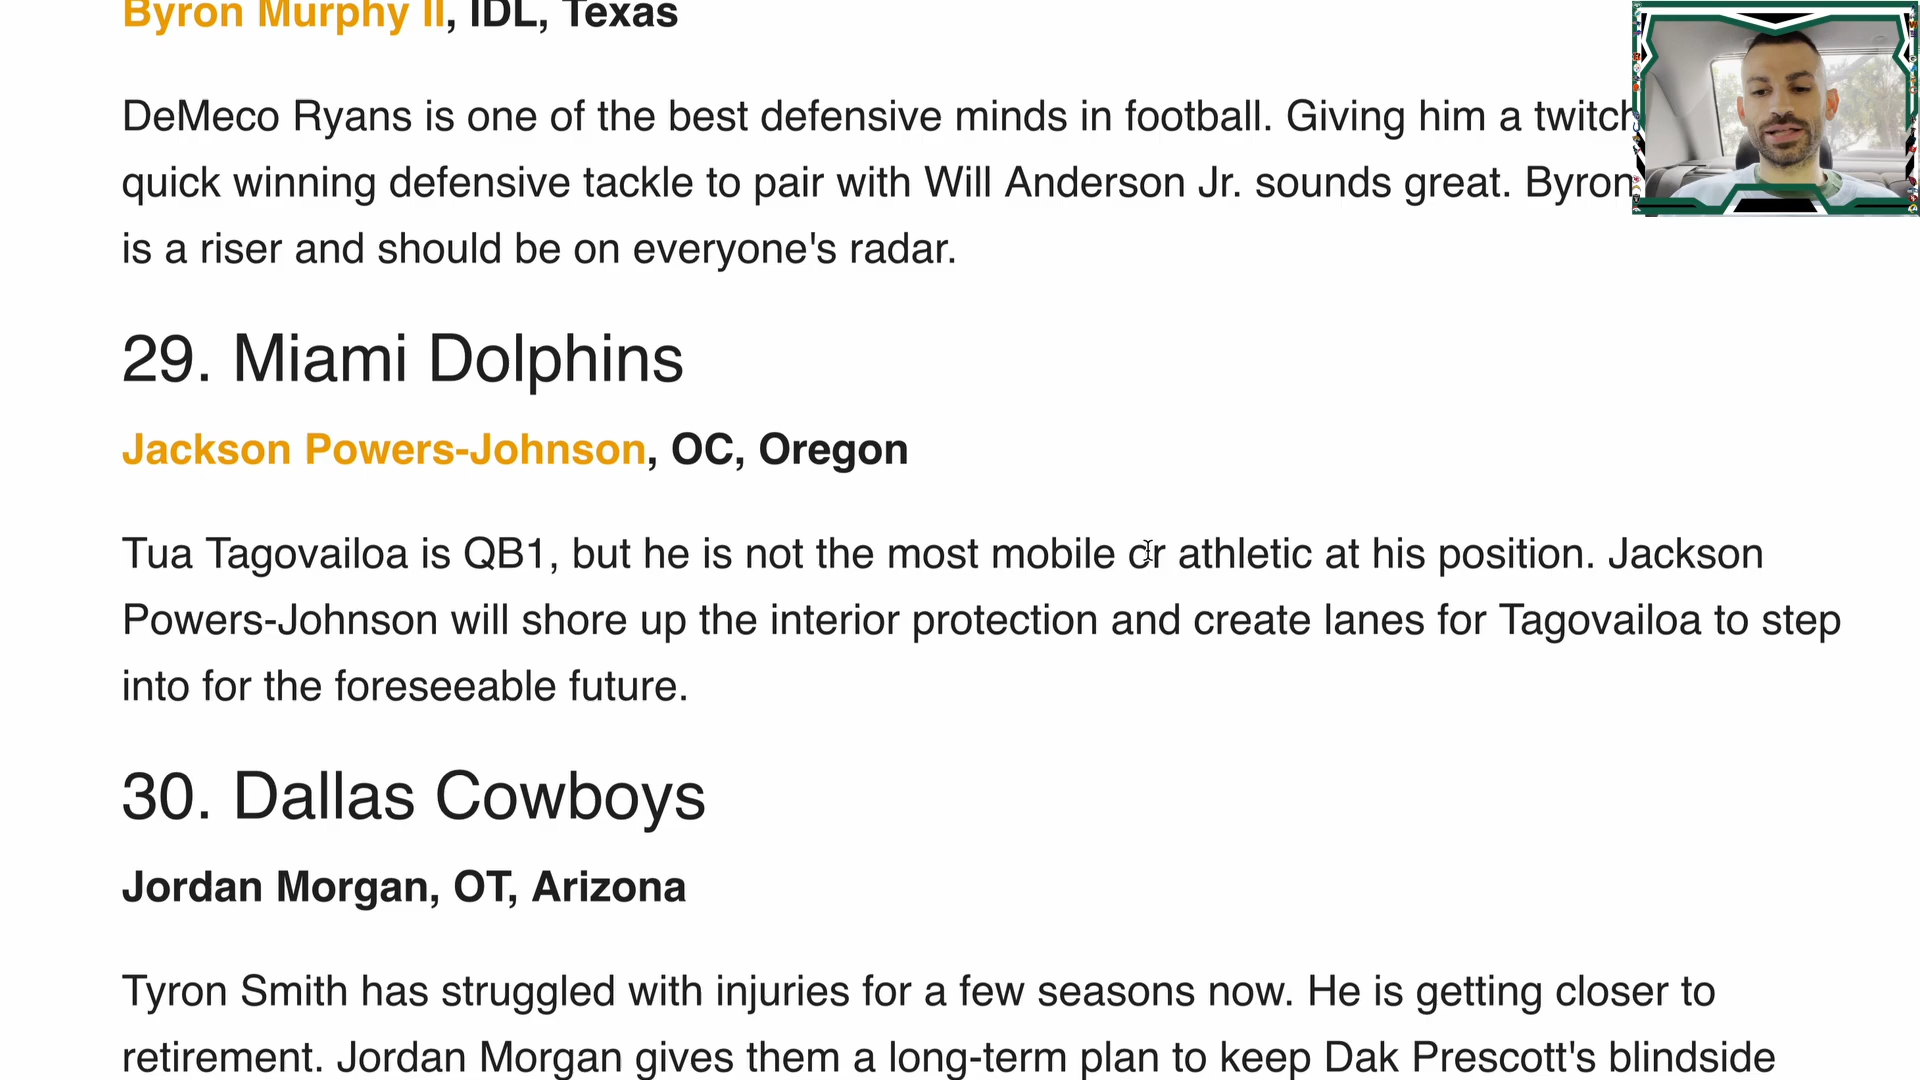 Byron Murphy II, IDL, Texas
DeMeco Ryans is one of the best defensive minds in football. Giving him a
quick winning defensive tackle to pair with Will Anderson Jr. sounds great. Byron
is a riser and should be on everyone's radar.
29. Miami Dolphins
Jackson Powers-Johnson, OC, Oregon
Tua Tagovailoa is QB1, but he is not the most mobile or athletic at his position. Jackson
Powers-Johnson will shore up the interior protection and create lanes for Tagovailoa to step
into for the foreseeable future.
30. Dallas Cowboys
Jordan Morgan, OT, Arizona
Tyron Smith has struggled with injuries for a few seasons now. He is getting closer to
retirement. Jordan Morgan gives them a long-term plan to keep Dak Prescott's blindside